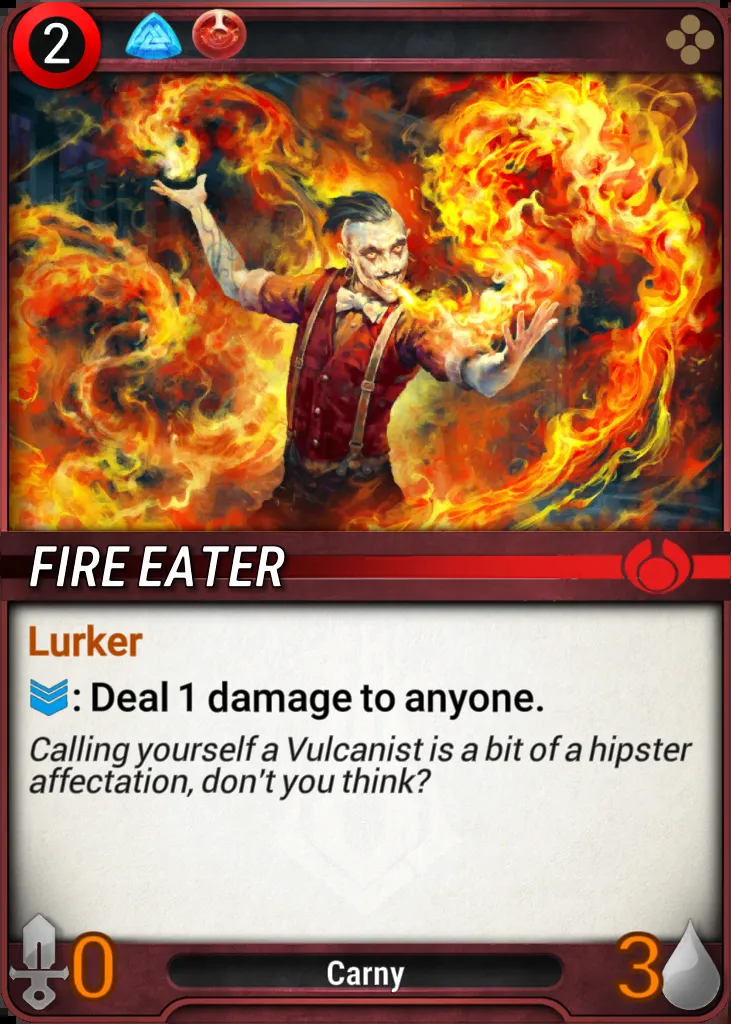 2
FIRE EATER
Lurker
: Deal 1 damage to anyone.
Calling yourself a Vulcanist is a bit of a hipster
affectation, don't you think?
0
Carny
3